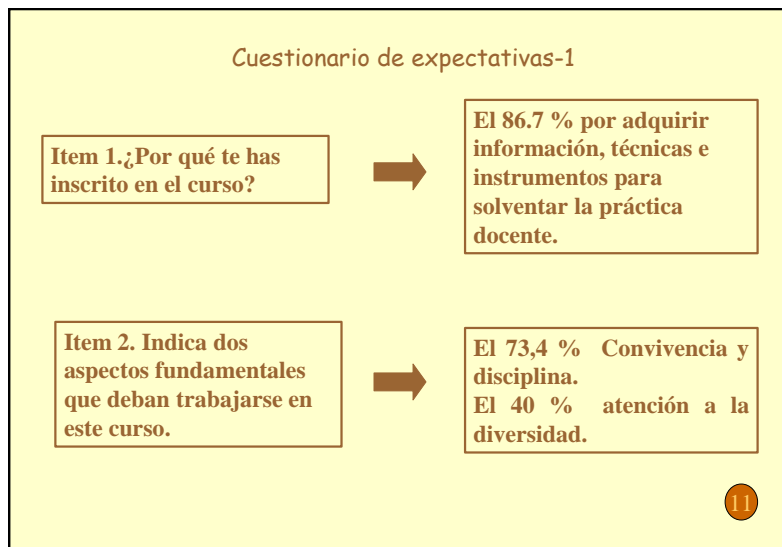 Cuestionario de expectativas-1
Item 1.¿Por qué te has
inscrito en el curso?
El 86.7 % por adquirir
información, técnicas e
instrumentos para
solventar la práctica
docente.
Item 2. Indica dos
aspectos fundamentales
que deban trabajarse en
este curso.
El 73,4 % Convivencia y
disciplina.
El 40 % atención a la
diversidad.
11